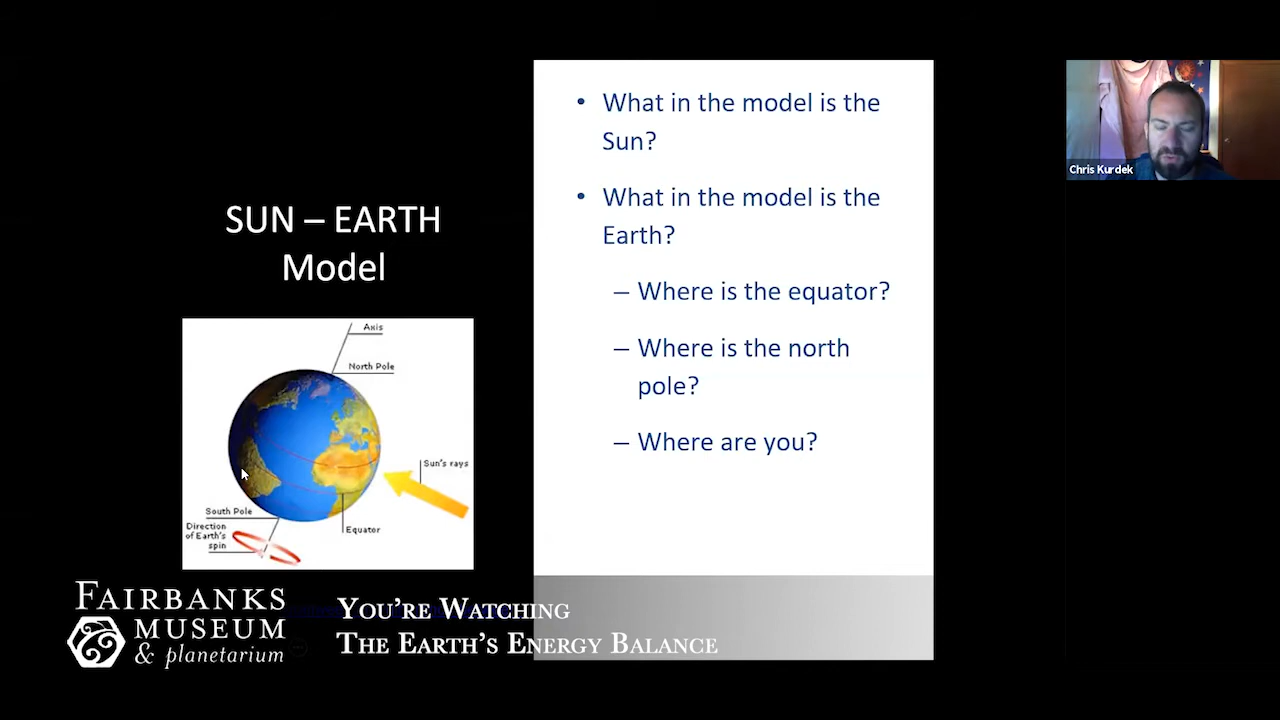 SUN – EARTH
Model
Axis
North Pole
Sun's rays
South Pole
Direction
of Earth's
spin
Equator
• What in the model is the
Sun?
• What in the model is the
Earth?
– Where is the equator?
– Where is the north
pole?
– Where are you?
Chris Kurdek
FAIRBANKS
MUSEUM
& planetarium
YOU'RE WATCHING
THE EARTH'S ENERGY BALANCE